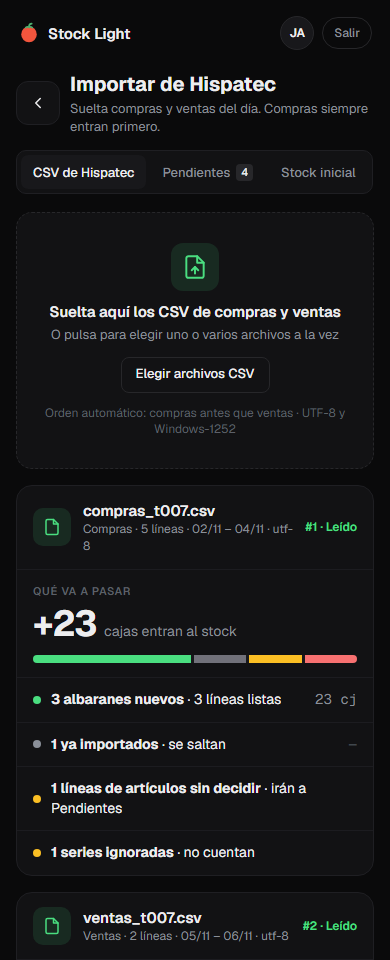 Stock Light
JA
Salir
Importar de Hispatec
Suelta compras y ventas del día. Compras siempre
entran primero.
CSV de Hispatec
Pendientes 4
Stock inicial
Suelta aquí los CSV de compras y ventas
O pulsa para elegir uno o varios archivos a la vez
Elegir archivos CSV
Orden automático: compras antes que ventas · UTF-8 y
Windows-1252
compras_t007.csv
Compras · 5 líneas · 02/11 – 04/11 · utf-
8
#1 · Leído
QUÉ VA A PASAR
+23 cajas entran al stock
3 albaranes nuevos · 3 líneas listas 23 cj
1 ya importados · se saltan –
1 líneas de artículos sin decidir · irán a
Pendientes
1 series ignoradas · no cuentan
ventas_t007.csv
Ventas · 2 líneas · 05/11 – 06/11 · utf-8
#2 · Leído